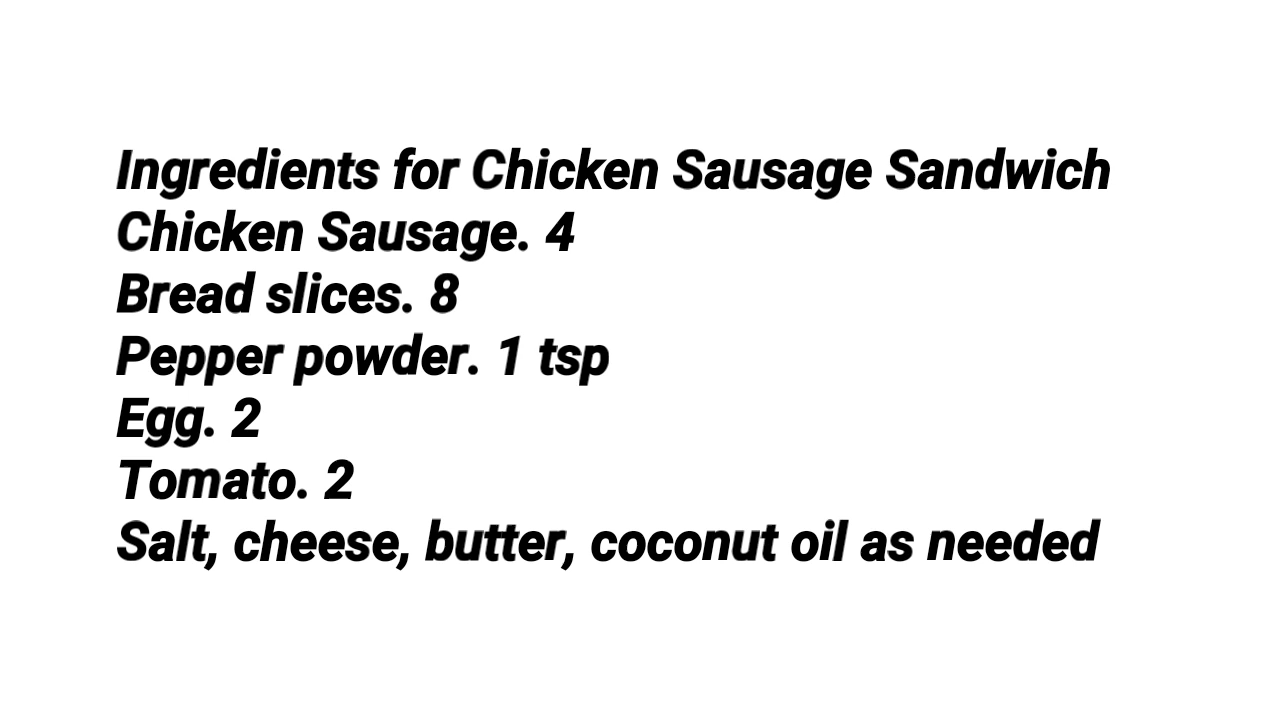 Ingredients for Chicken Sausage Sandwich
Chicken Sausage. 4
Bread slices. 8
Pepper powder. 1 tsp
Egg. 2
Tomato. 2
Salt, cheese, butter, coconut oil as needed